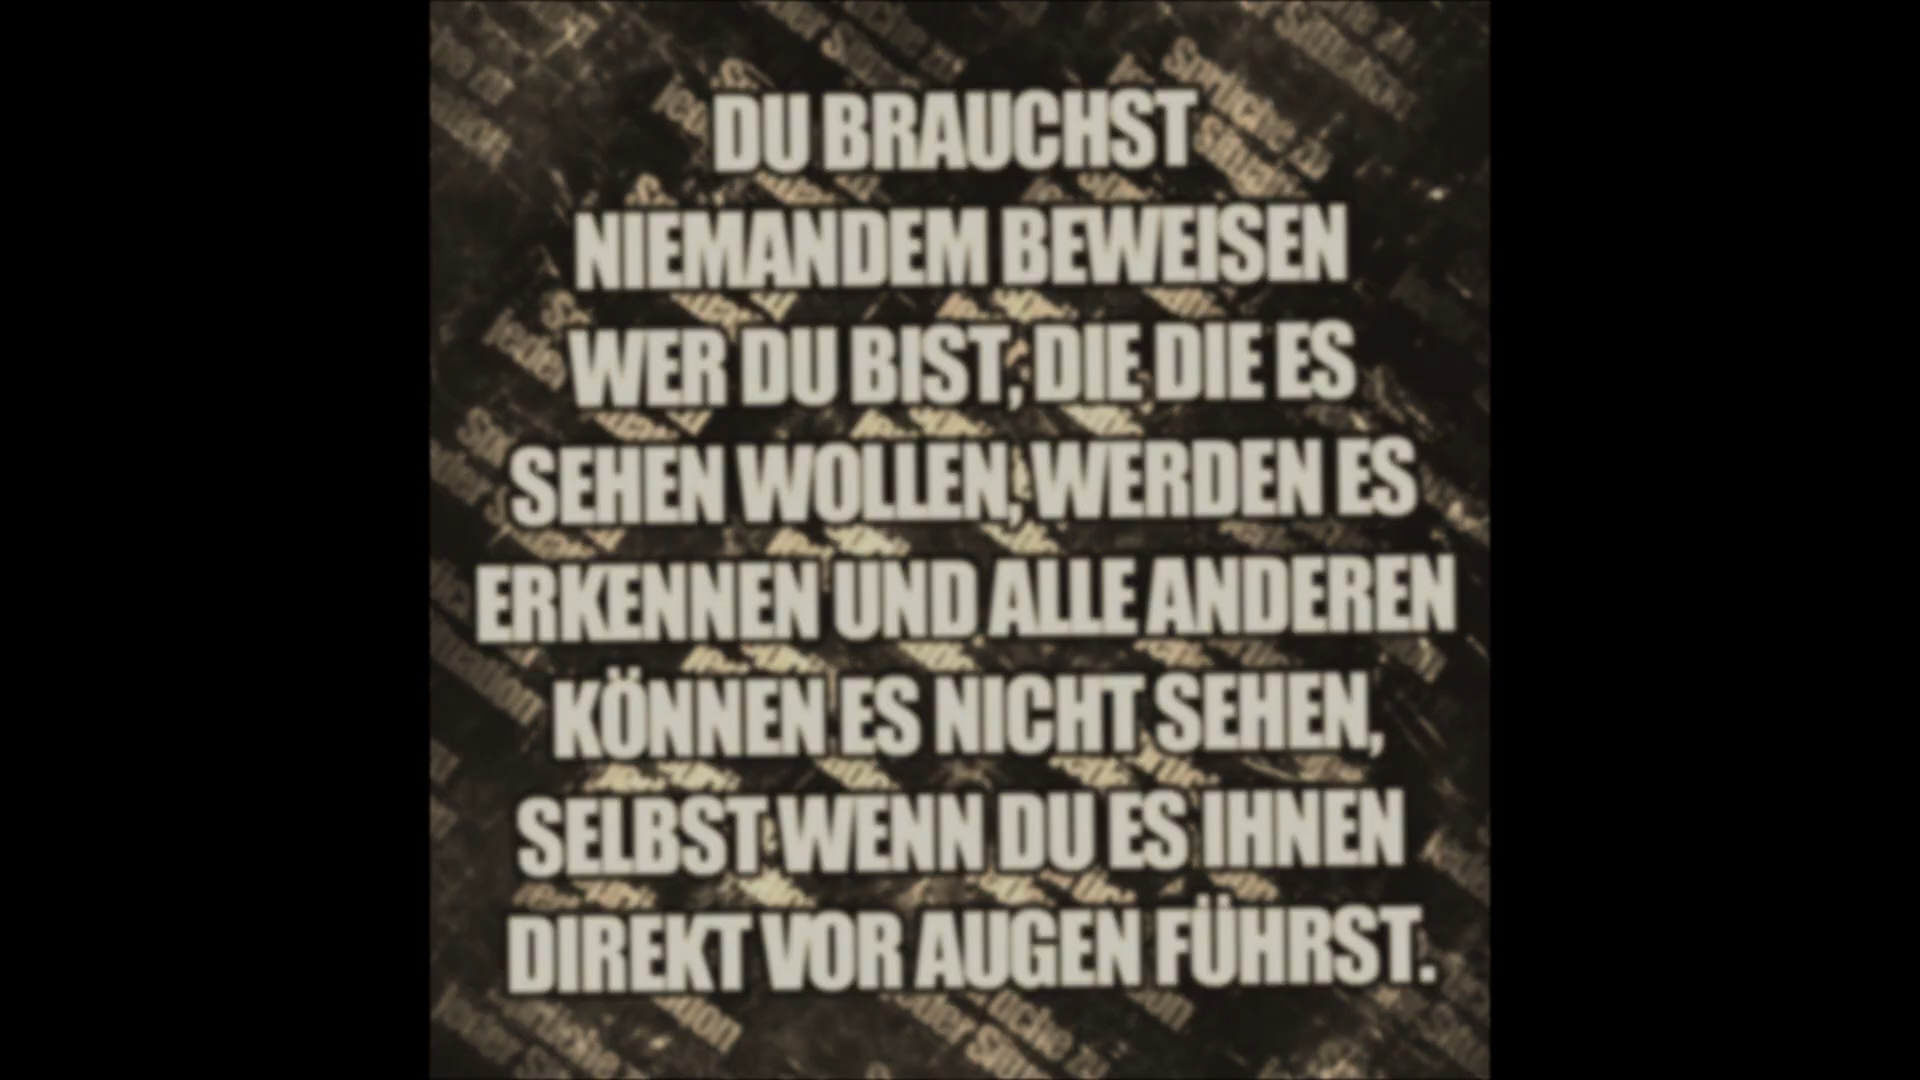 DU BRAUCHST
NIEMANDEM BEWEISEN
WER DU BIST, DIE DIE ES
SEHEN WOLLEN, WERDEN ES
ERKENNEN UND ALLE ANDEREN
KÖNNEN ES NICHT SEHEN,
SELBST WENN DU ES IHNEN
DIREKT VOR AUGEN FÜHRST.